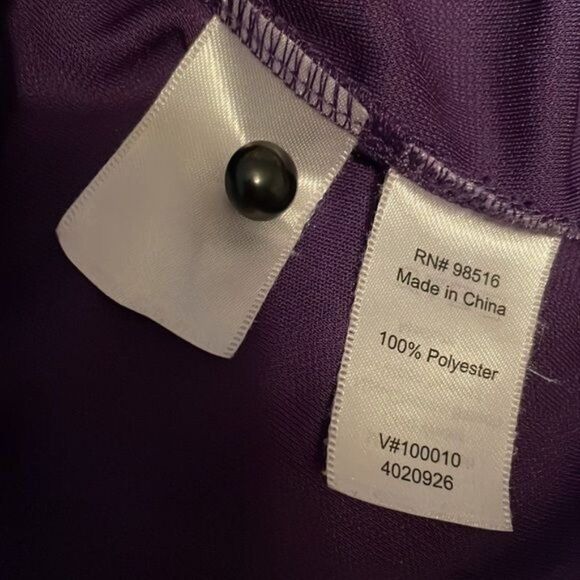 RN# 98516
Made in China
100% Polyester
V#100010
4020926